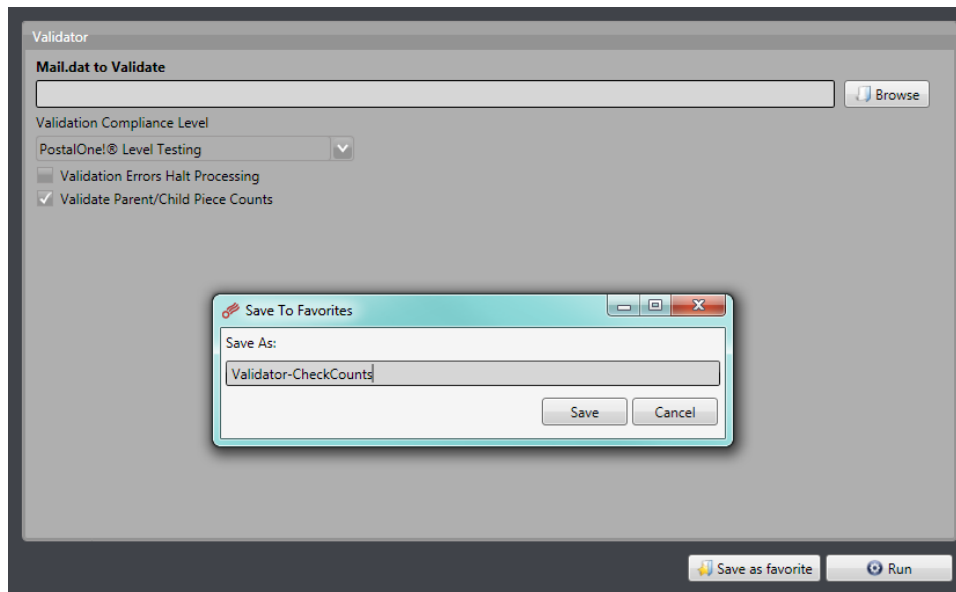 Validator
Mail.dat to Validate
Browse
Validation Compliance Level
PostalOne!® Level Testing
Validation Errors Halt Processing
Validate Parent/Child Piece Counts
Save To Favorites
Save As:
Validator-CheckCounts
Save Cancel
Save as favorite Run